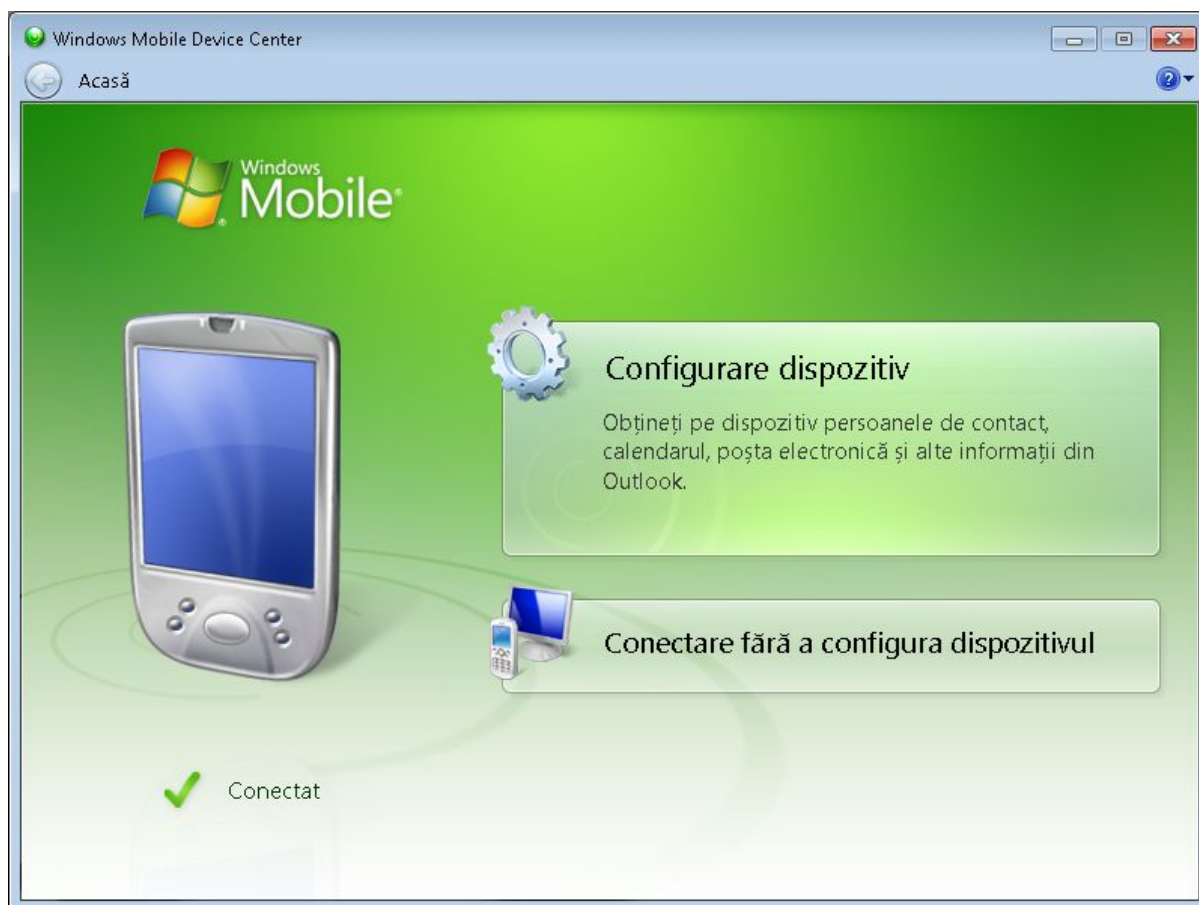 Windows Mobile Device Center
Acasă
Windows
Mobile®
Configurare dispozitiv
Obțineți pe dispozitiv persoanele de contact,
calendarul, poșta electronică și alte informații din
Outlook.
Conectare fără a configura dispozitivul
Conectat